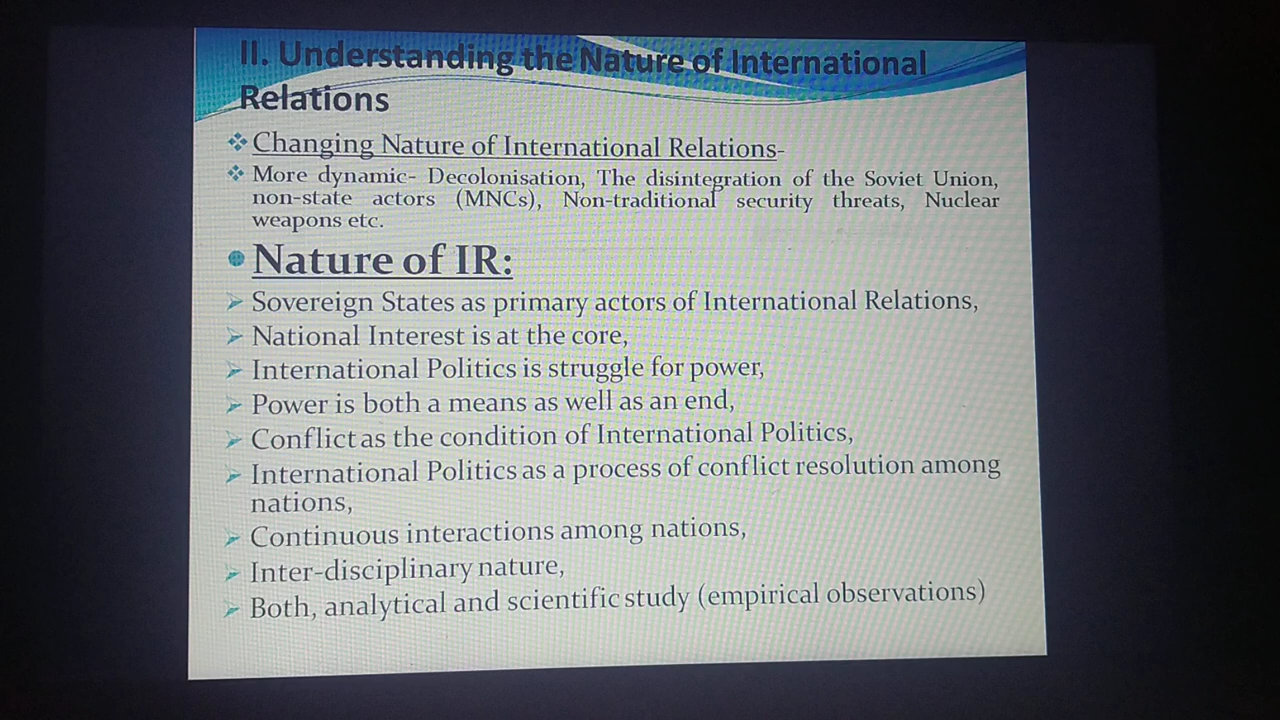 II. Understanding the Nature of International
Relations
Changing Nature of International Relations-
More dynamic- Decolonisation, The disintegration of the Soviet Union,
non-state actors (MNCs), Non-traditional security threats, Nuclear
weapons etc.
Nature of IR:
Sovereign States as primary actors of International Relations,
National Interest is at the core,
International Politics is struggle for power,
Power is both a means as well as an end,
Conflict as the condition of International Politics,
International Politics as a process of conflict resolution among
nations,
Continuous interactions among nations,
Inter-disciplinary nature,
Both, analytical and scientific study (empirical observations)